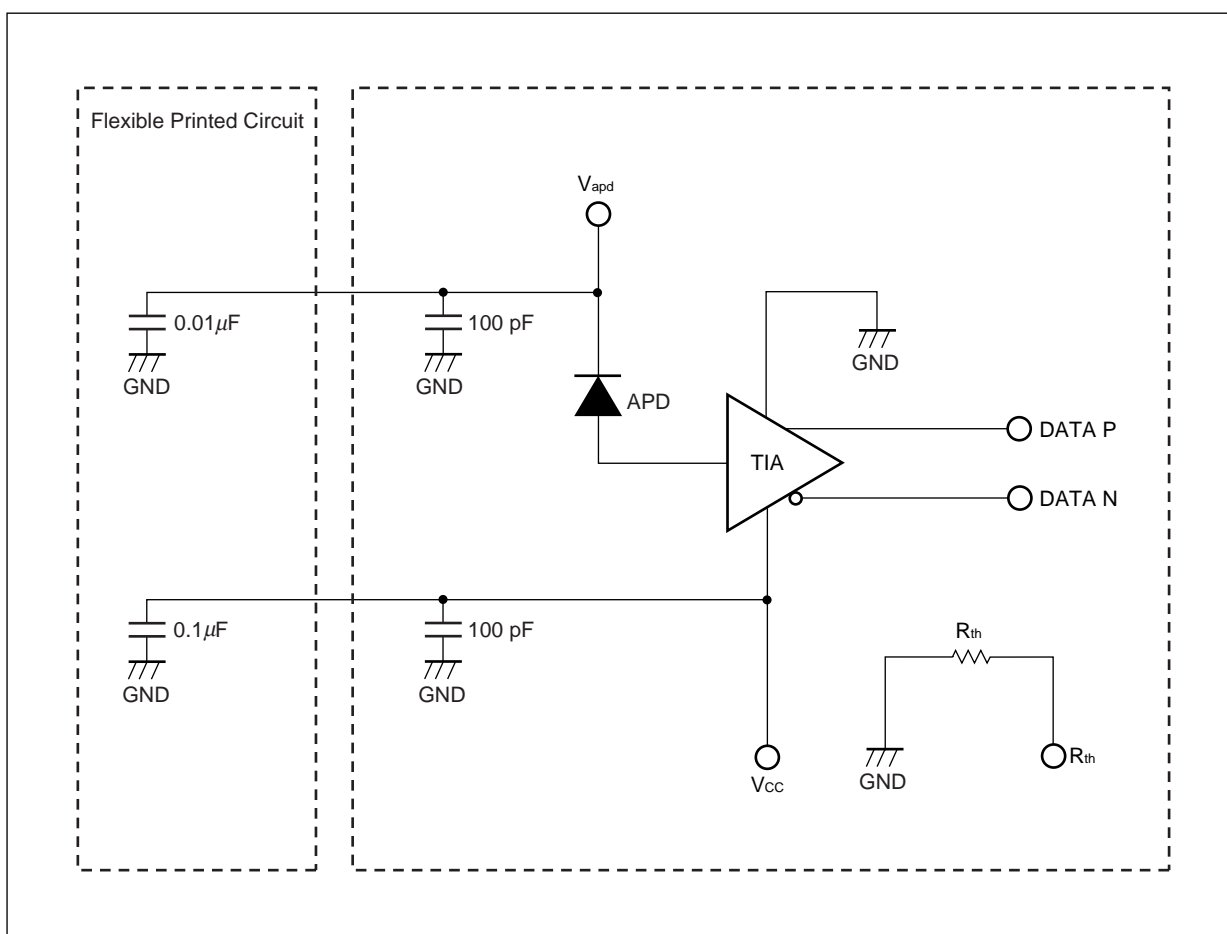 Flexible Printed Circuit
Vapd
0.01μF
GND
100 pF
GND
GND
APD
TIA
DATA P
DATA N
0.1μF
GND
100 pF
GND
Rth
GND
Rth
VCC